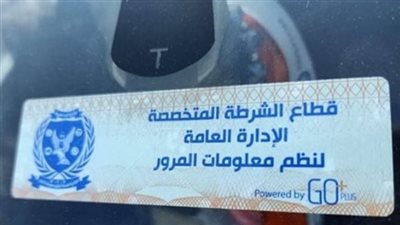 T
قطاع الشرطة المتخصصة
الإدارة العامة
لنظم معلومات المرور
Powered by GO+ PLUS